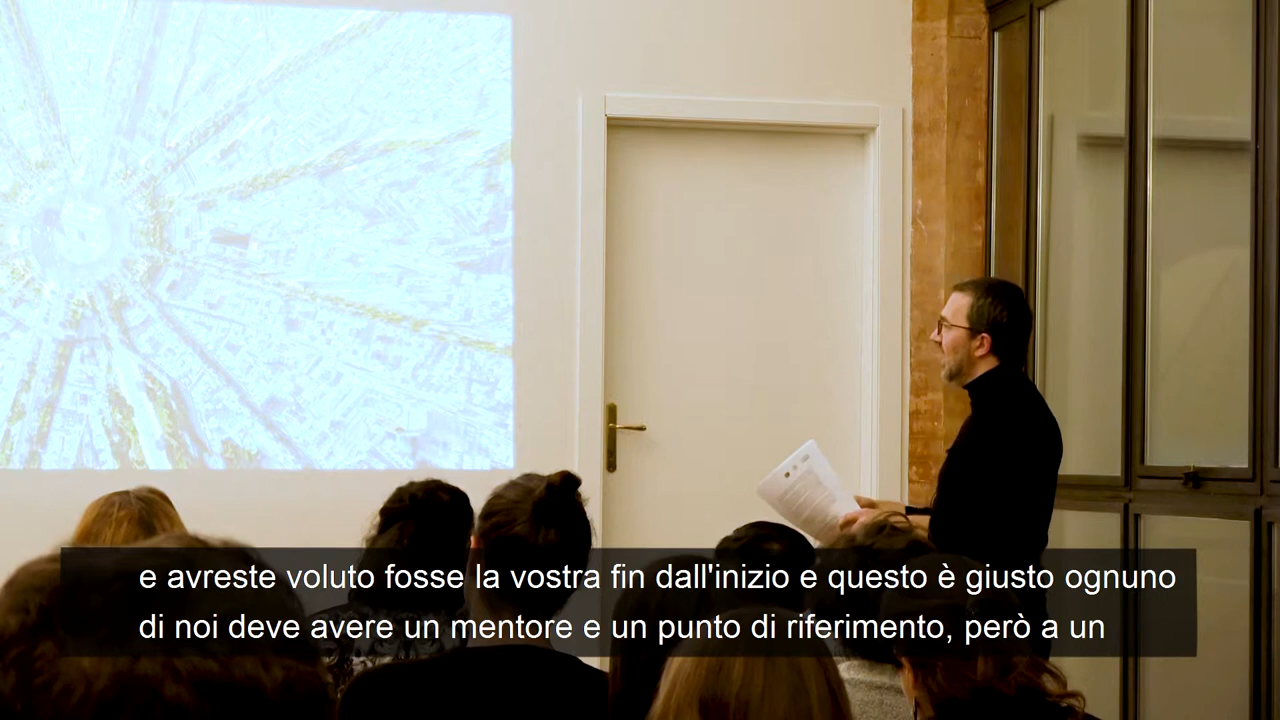 e avreste voluto fosse la vostra fin dall'inizio e questo è giusto ognuno
di noi deve avere un mentore e un punto di riferimento, però a un